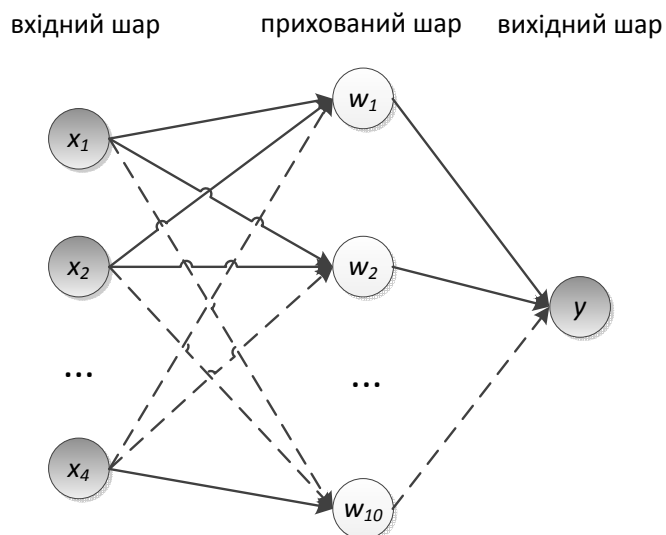 вхідний шар прихований шар вихідний шар
w1
x1
x2
w2
y
...
...
x4
w10